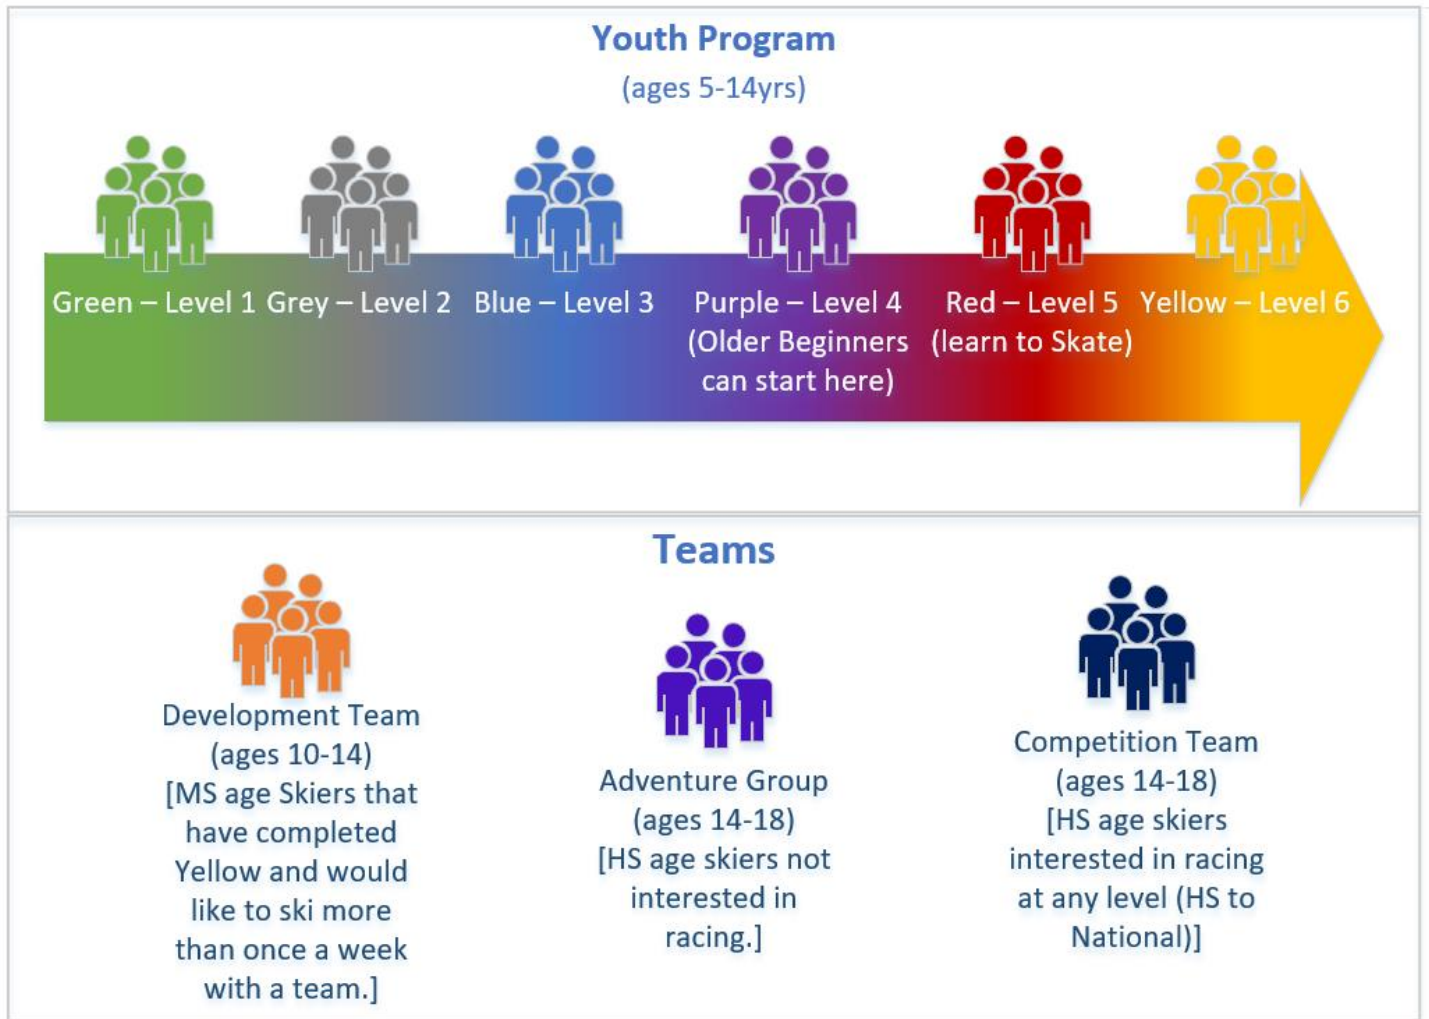 Youth Program
(ages 5-14yrs)
Green – Level 1
Grey – Level 2
Blue – Level 3
Purple – Level 4
(Older Beginners
can start here)
Red – Level 5
(learn to Skate)
Yellow – Level 6
Teams
Development Team
(ages 10-14)
[MS age Skiers that
have completed
Yellow and would
like to ski more
than once a week
with a team.]
Adventure Group
(ages 14-18)
[HS age skiers not
interested in
racing.]
Competition Team
(ages 14-18)
[HS age skiers
interested in racing
at any level (HS to
National)]